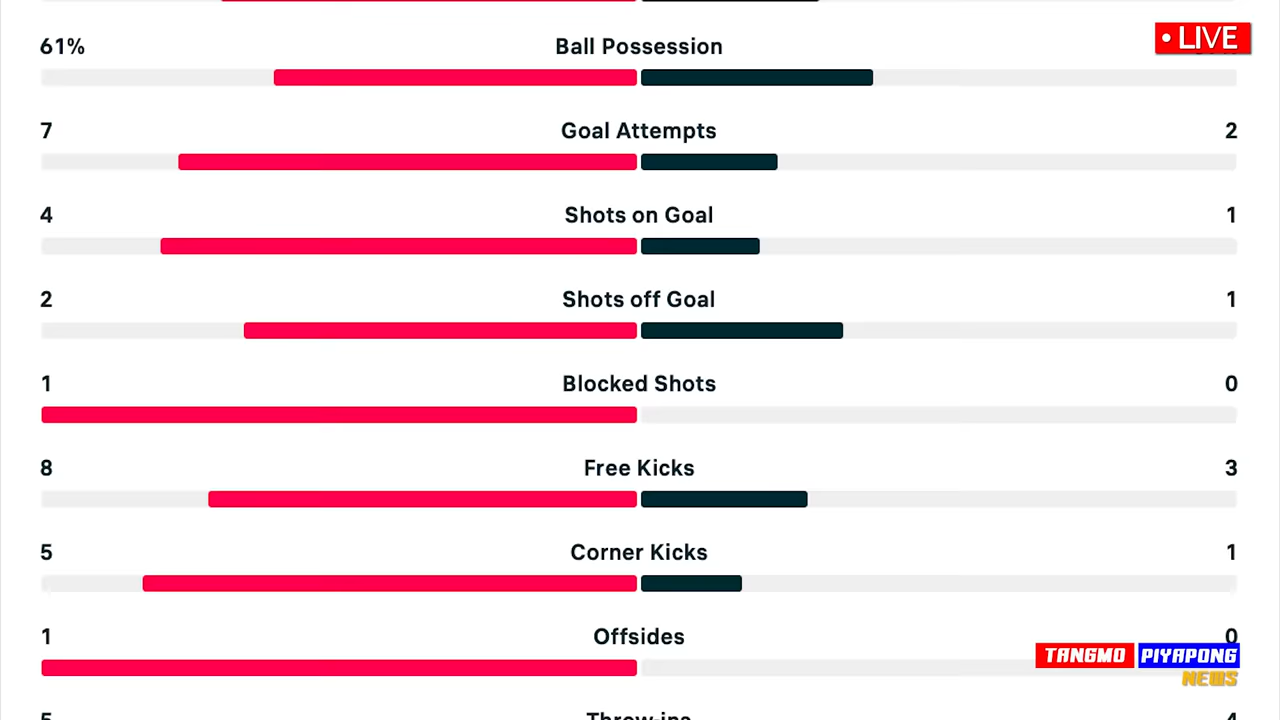 61% Ball Possession
• LIVE
7 Goal Attempts 2
4 Shots on Goal 1
2 Shots off Goal 1
1 Blocked Shots 0
8 Free Kicks 3
5 Corner Kicks 1
1 Offsides 0
TANGMO PIYAPONG
NEWS
5 Throw-ins 4